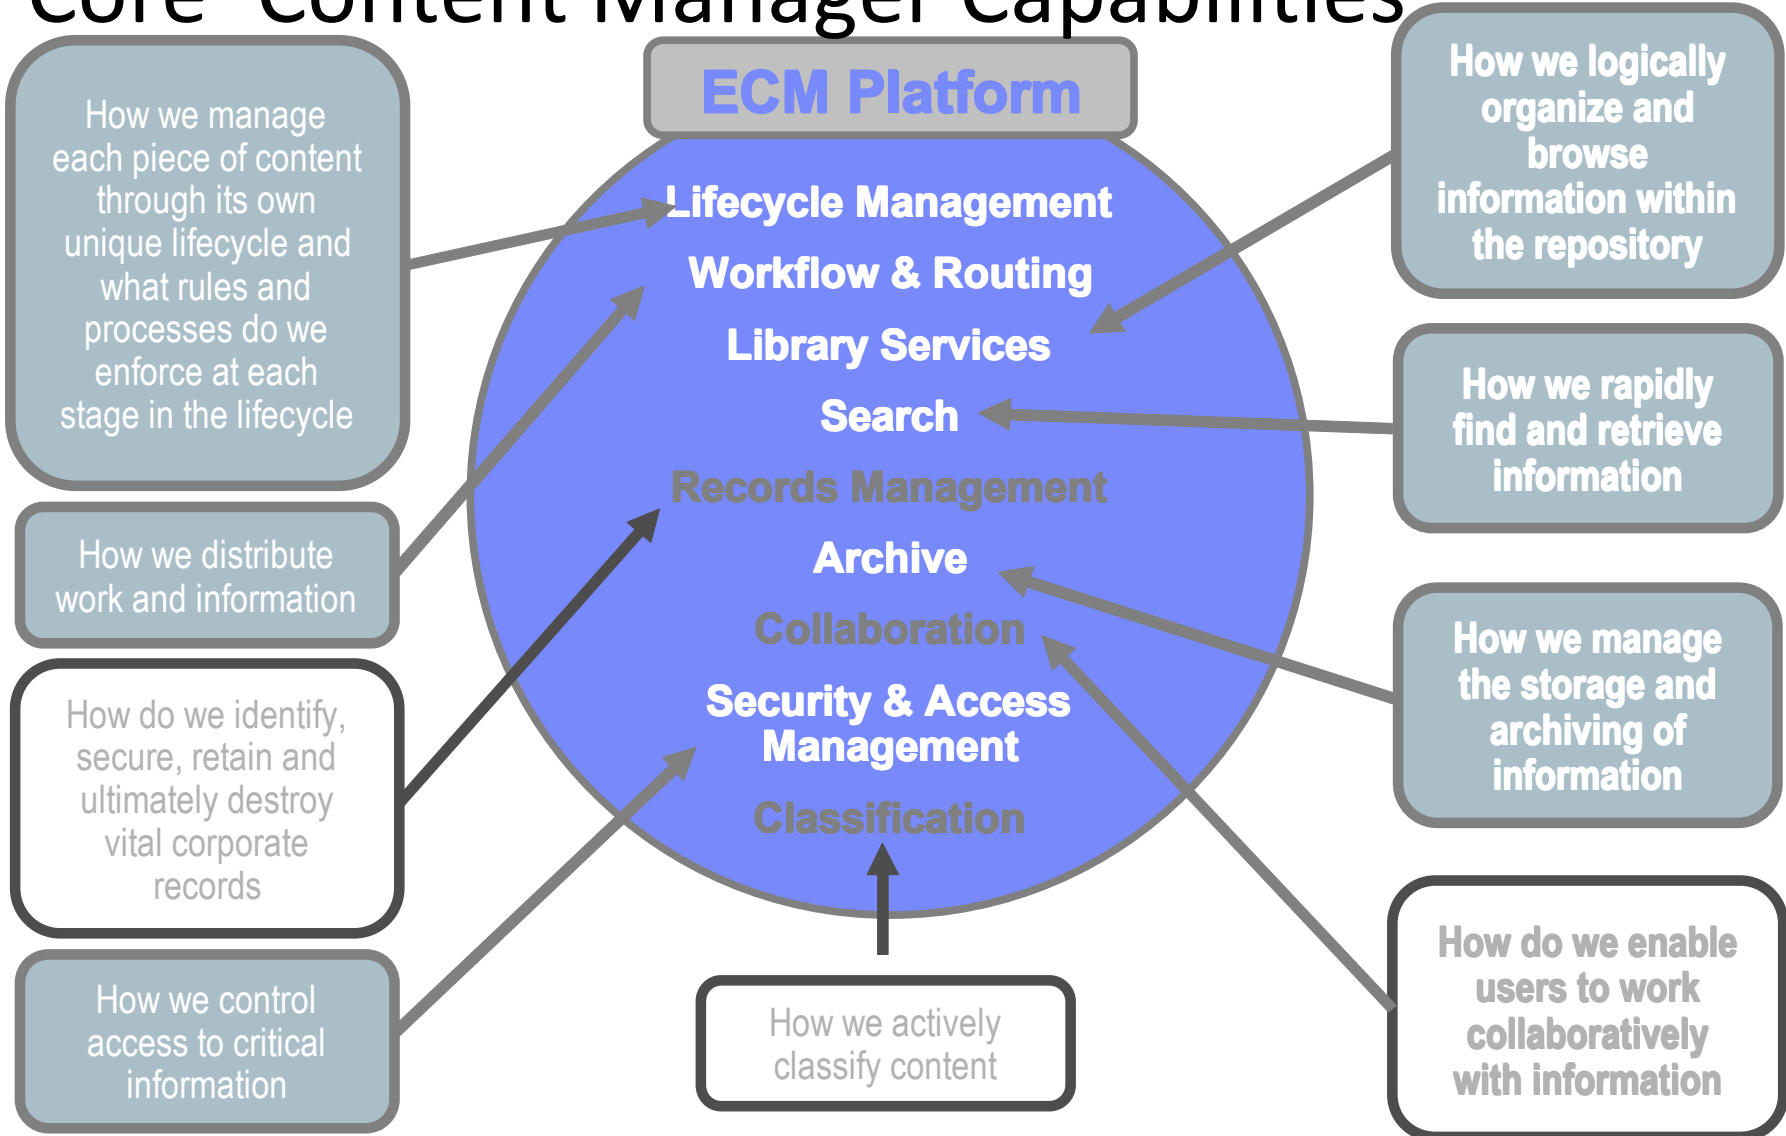 Core Content Manager Capabilities
ECM Platform
How we manage
each piece of content
through its own
unique lifecycle and
what rules and
processes do we
enforce at each
stage in the lifecycle
How we distribute
work and information
How do we identify,
secure, retain and
ultimately destroy
vital corporate
records
How we control
access to critical
information
Lifecycle Management
Workflow & Routing
Library Services
Search
Records Management
Archive
Collaboration
Security & Access
Management
Classification
How we actively
classify content
How we logically
organize and
browse
information within
the repository
How we rapidly
find and retrieve
information
How we manage
the storage and
archiving of
information
How do we enable
users to work
collaboratively
with information